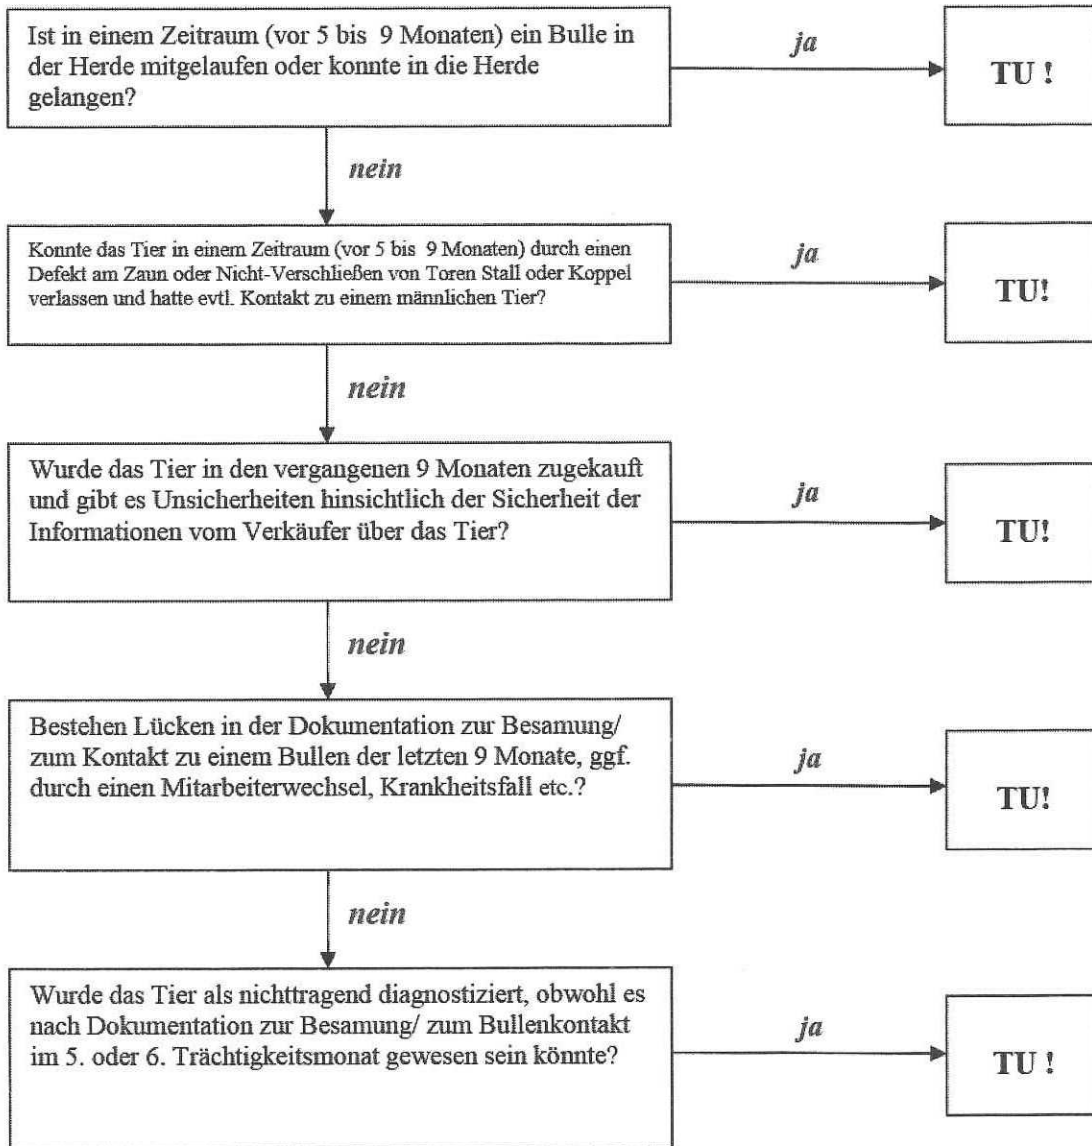 Ist in einem Zeitraum (vor 5 bis 9 Monaten) ein Bulle in
der Herde mitgelaufen oder konnte in die Herde
gelangen?
ja
TU !
nein
Konnte das Tier in einem Zeitraum (vor 5 bis 9 Monaten) durch einen
Defekt am Zaun oder Nicht-Verschließen von Toren Stall oder Koppel
verlassen und hatte evtl. Kontakt zu einem männlichen Tier?
ja
TU!
nein
Wurde das Tier in den vergangenen 9 Monaten zugekauft
und gibt es Unsicherheiten hinsichtlich der Sicherheit der
Informationen vom Verkäufer über das Tier?
ja
TU!
nein
Bestehen Lücken in der Dokumentation zur Besamung/
zum Kontakt zu einem Bullen der letzten 9 Monate, ggf.
durch einen Mitarbeiterwechsel, Krankheitsfall etc.?
ja
TU!
nein
Wurde das Tier als nichttragend diagnostiziert, obwohl es
nach Dokumentation zur Besamung/ zum Bullenkontakt
im 5. oder 6. Trächtigkeitsmonat gewesen sein könnte?
ja
TU !